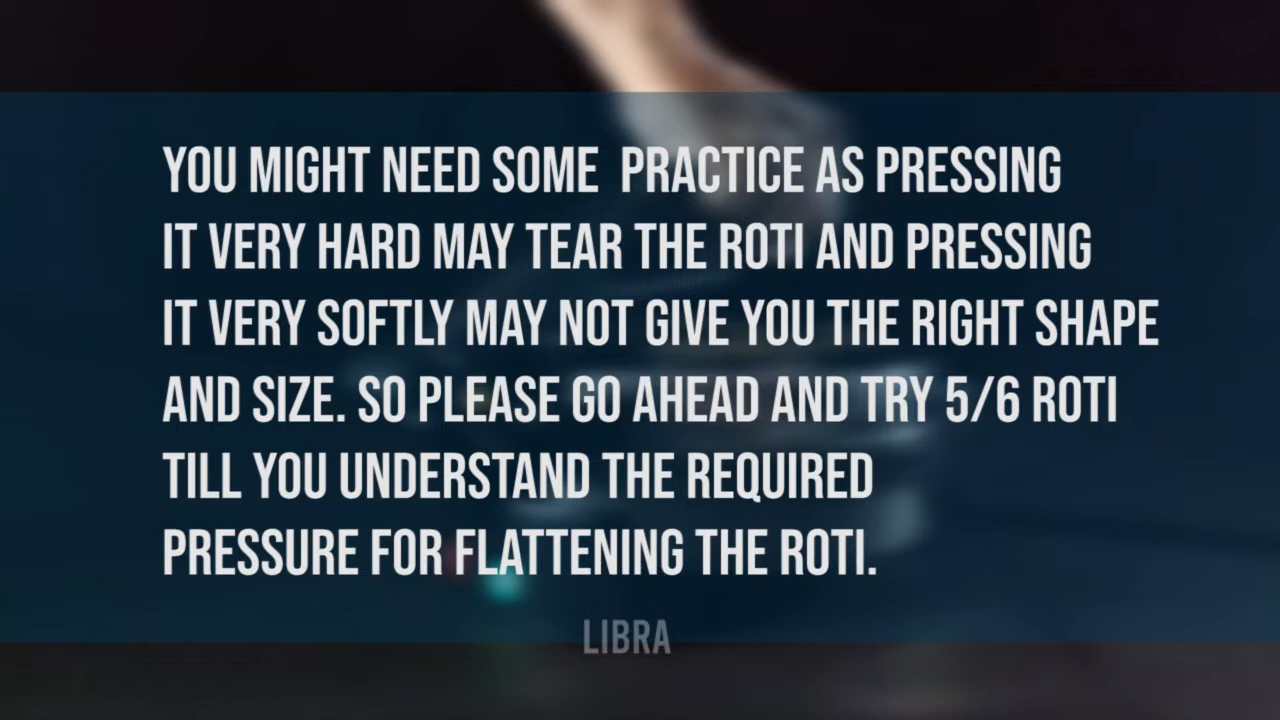 YOU MIGHT NEED SOME PRACTICE AS PRESSING
IT VERY HARD MAY TEAR THE ROTI AND PRESSING
IT VERY SOFTLY MAY NOT GIVE YOU THE RIGHT SHAPE
AND SIZE. SO PLEASE GO AHEAD AND TRY 5/6 ROTI
TILL YOU UNDERSTAND THE REQUIRED
PRESSURE FOR FLATTENING THE ROTI.
LIBRA